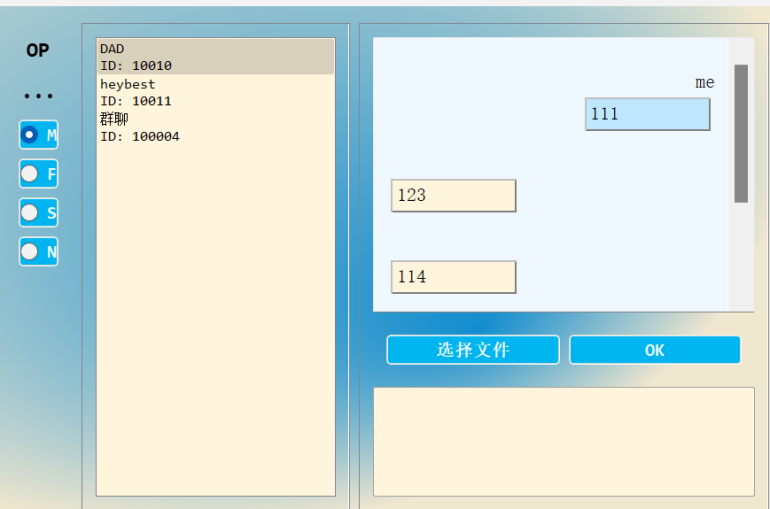 OP
...
M
F
S
N
DAD
ID: 10010
heybest
ID: 10011
群聊
ID: 100004
me
111
123
114
选择文件
OK